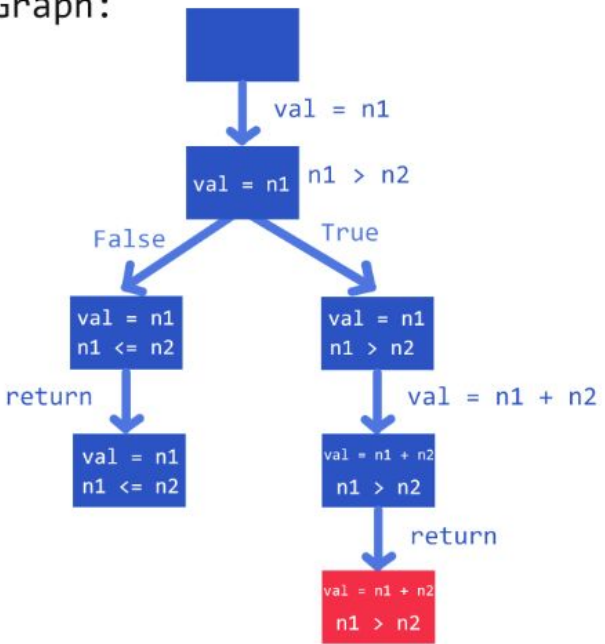 Graph:
val = n1
val = n1
n1 > n2
False
True
val = n1
n1 <= n2
val = n1
n1 > n2
return
val = n1 + n2
val = n1
n1 <= n2
val = n1 + n2
n1 > n2
return
val = n1 + n2
n1 > n2